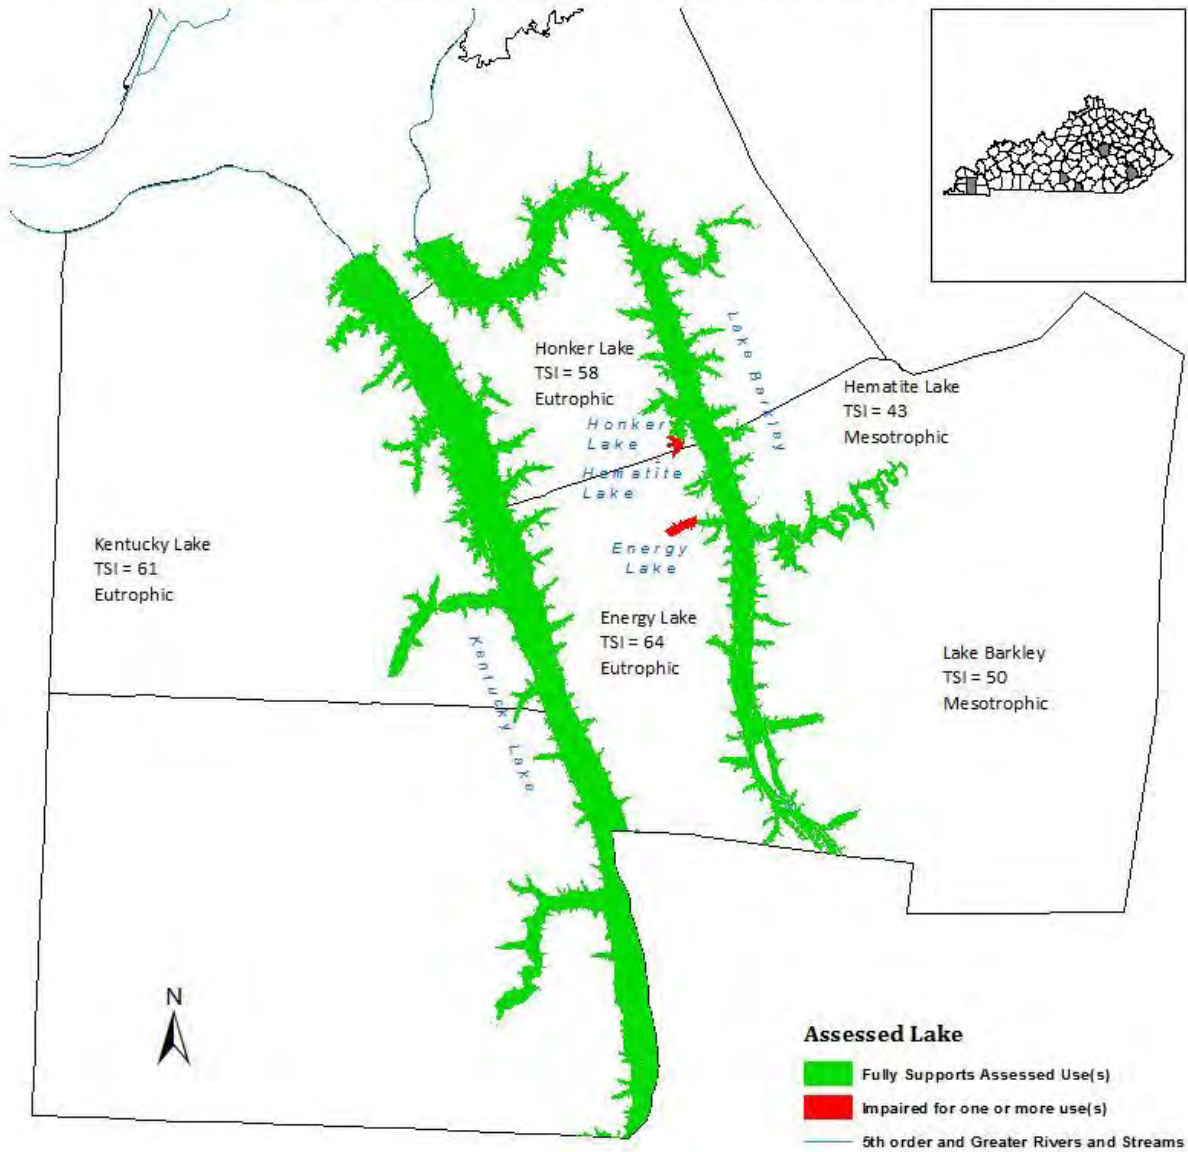 Honker Lake
TSI = 58
Eutrophic
Lake Barkley
Hematite Lake
TSI = 43
Mesotrophic
Honker
Lake
Hematite
Lake
Kentucky Lake
TSI = 61
Eutrophic
Energy
Lake
Energy Lake
TSI = 64
Eutrophic
Kentucky Lake
Lake Barkley
TSI = 50
Mesotrophic
N
Assessed Lake
Fully Supports Assessed Use(s)
Impaired for one or more use(s)
5th order and Greater Rivers and Streams